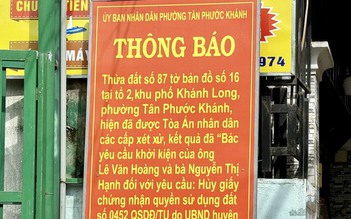 ỦY BAN NHÂN DÂN PHƯỜNG TÂN PHƯỚC KHÁNH
THÔNG BÁO
Thửa đất số 87 tờ bản đồ số 16
tại tổ 2,khu phố Khánh Long,
phường Tân Phước Khánh,
hiện đã được Tòa Án nhân dân
các cấp xét xử, kết quả đã "Bác
yêu cầu khởi kiện của ông
Lê Văn Hoàng và bà Nguyễn Thị
Hạnh đối với yêu cầu: Hủy giấy
chứng nhận quyền sử dụng đất
số 0452 QSDĐ/TU do UBND huyện
CHUY
MÁY
974